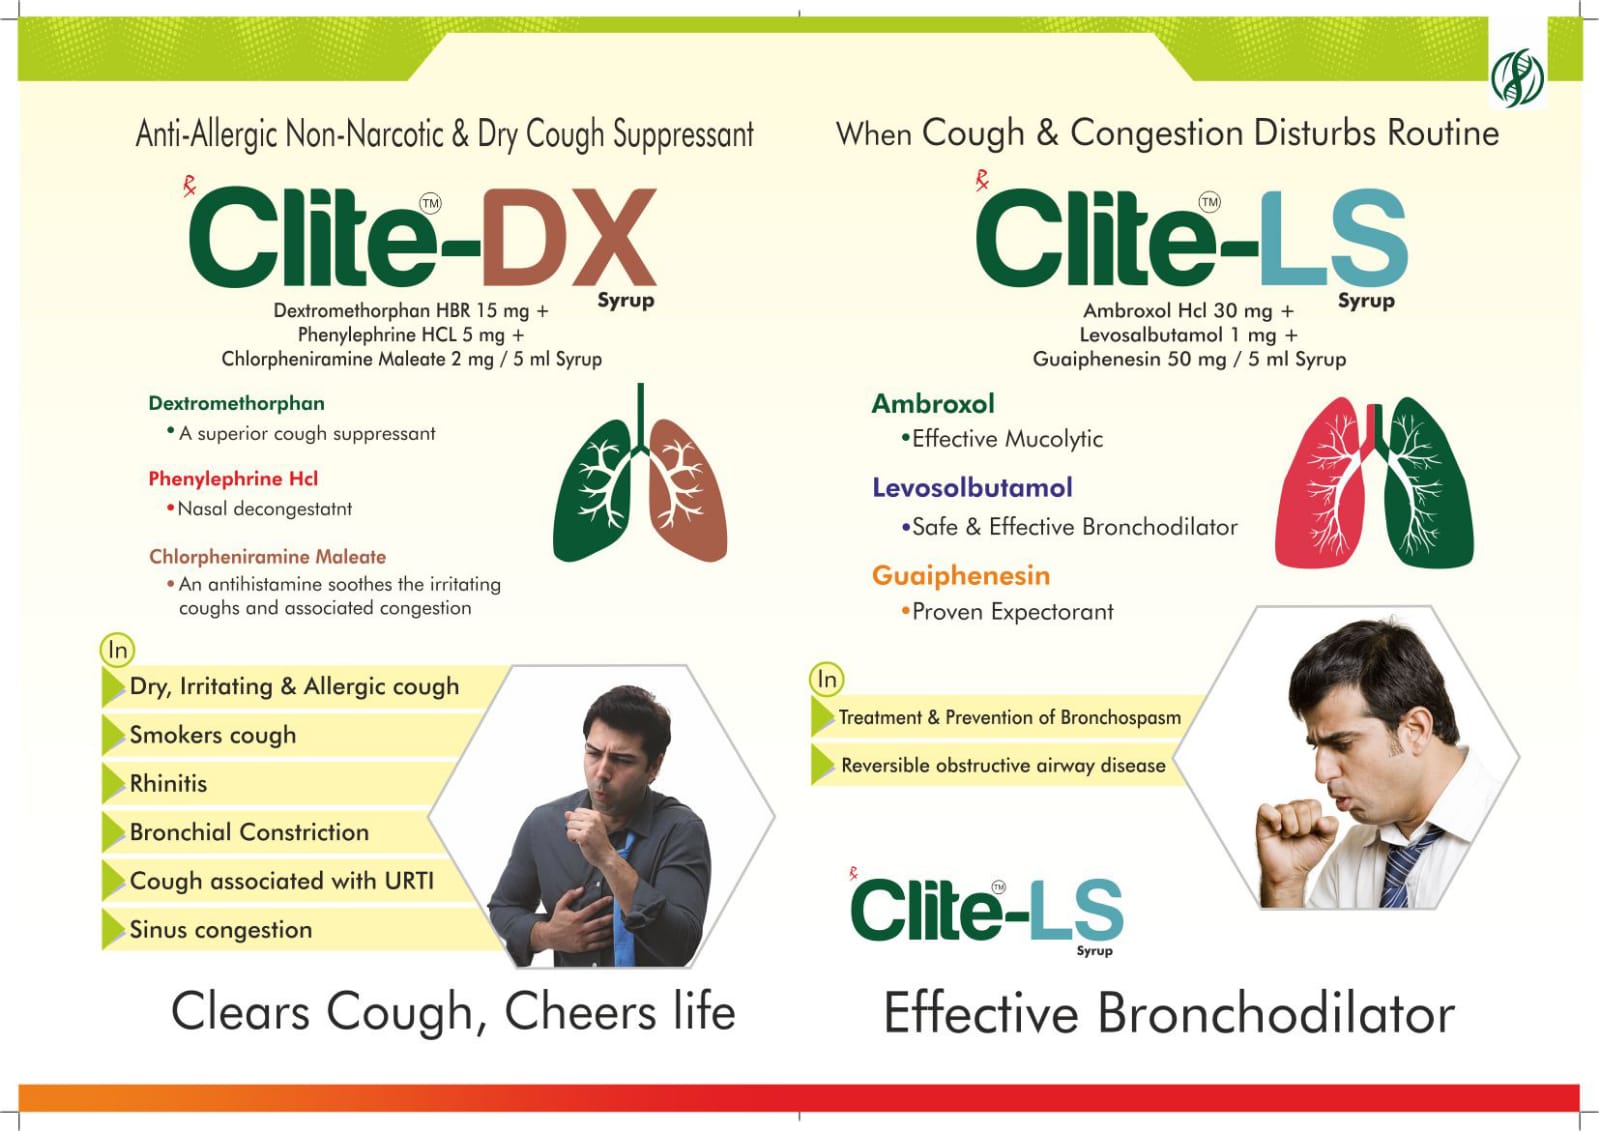 Anti-Allergic Non-Narcotic & Dry Cough Suppressant
Rx
Clite-DX
TM
Syrup
Dextromethorphan HBR 15 mg +
Phenylephrine HCL 5 mg +
Chlorpheniramine Maleate 2 mg / 5 ml Syrup
Dextromethorphan
• A superior cough suppressant
Phenylephrine Hcl
• Nasal decongestatnt
Chlorpheniramine Maleate
• An antihistamine soothes the irritating
coughs and associated congestion
In
Dry, Irritating & Allergic cough
Smokers cough
Rhinitis
Bronchial Constriction
Cough associated with URTI
Sinus congestion
Clears Cough, Cheers life
When Cough & Congestion Disturbs Routine
Rx
Clite-LS
TM
Syrup
Ambroxol Hcl 30 mg +
Levosalbutamol 1 mg +
Guaiphenesin 50 mg / 5 ml Syrup
Ambroxol
•Effective Mucolytic
Levosolbutamol
•Safe & Effective Bronchodilator
Guaiphenesin
•Proven Expectorant
In
Treatment & Prevention of Bronchospasm
Reversible obstructive airway disease
Rx
Clite-LS
TM
Syrup
Effective Bronchodilator